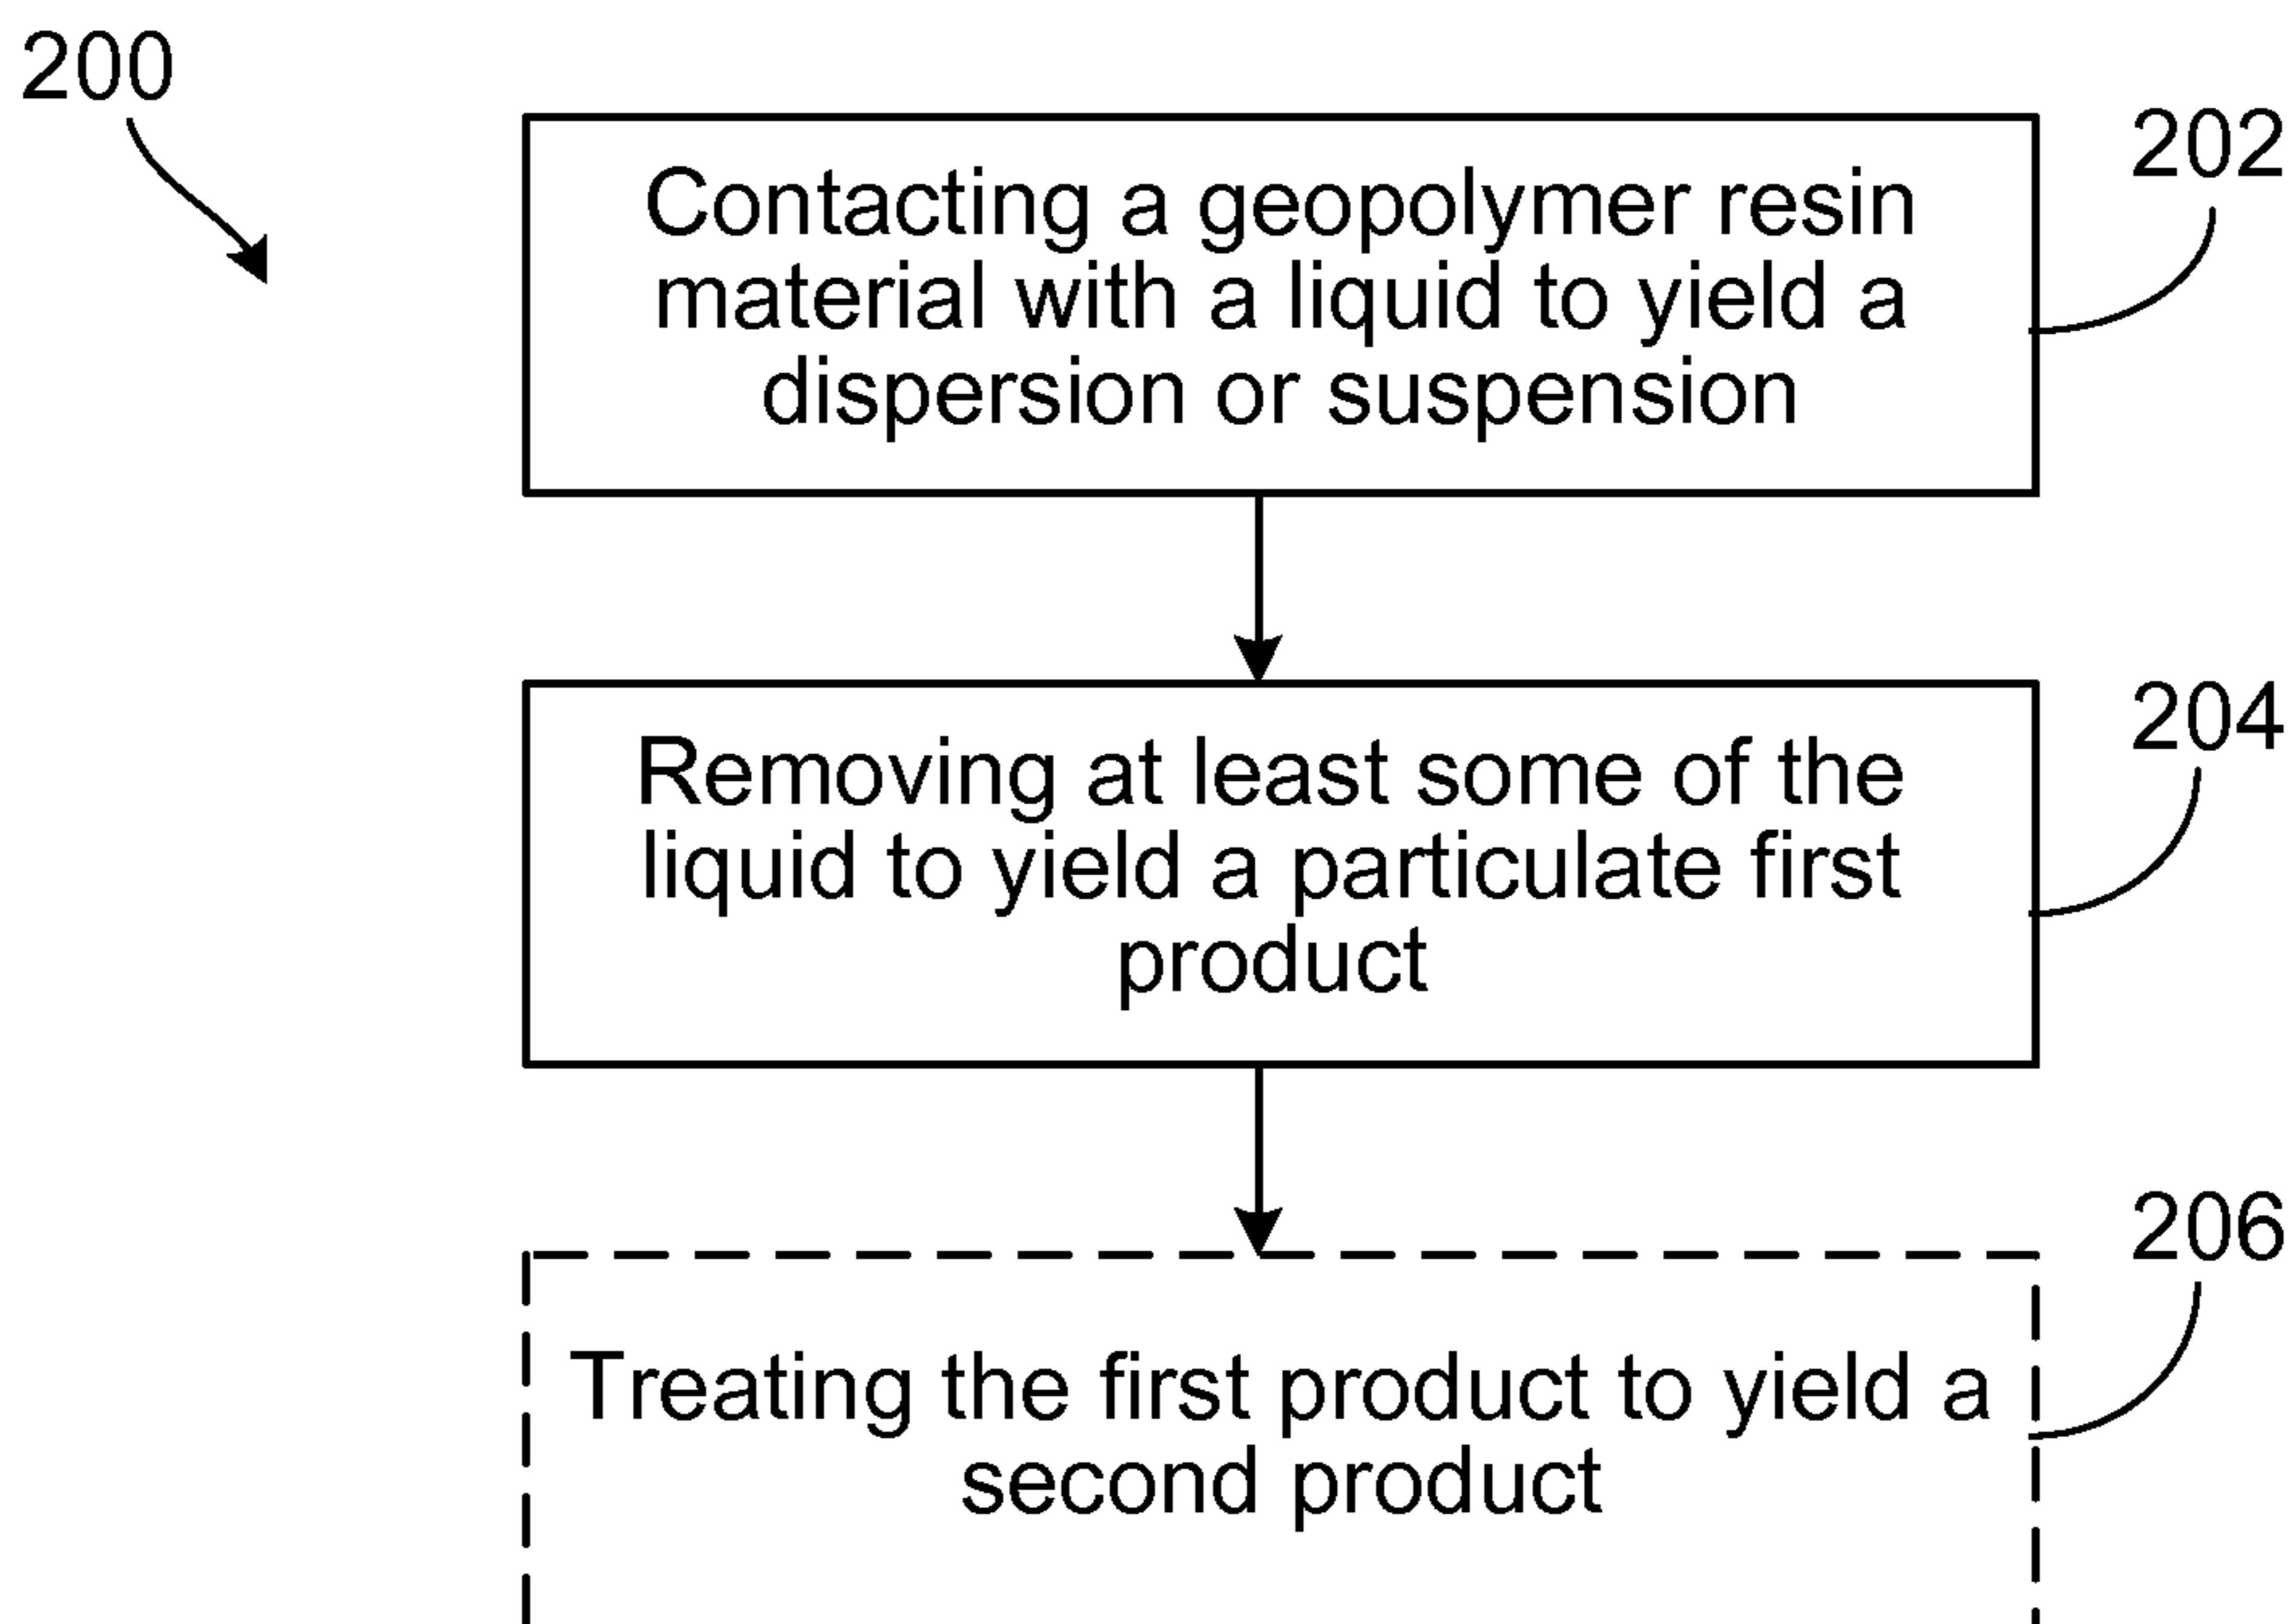 200
202
Contacting a geopolymer resin
material with a liquid to yield a
dispersion or suspension
204
Removing at least some of the
liquid to yield a particulate first
product
206
Treating the first product to yield a
second product